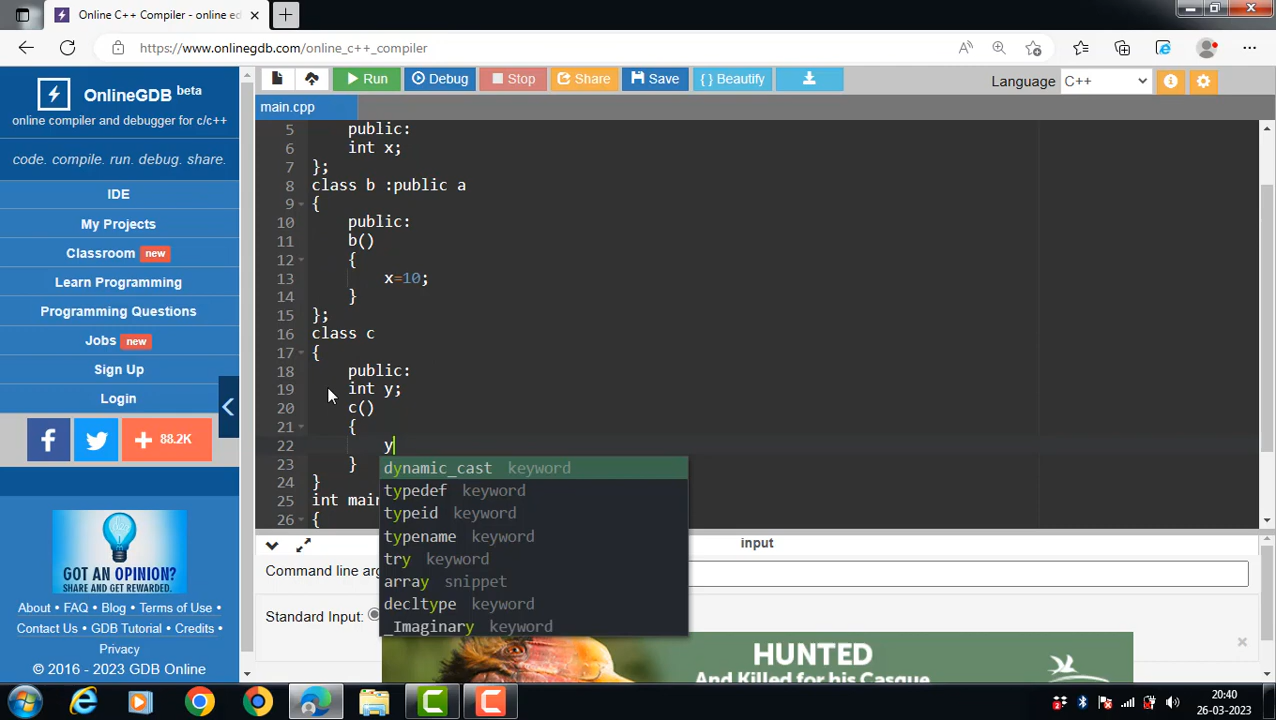 Online C++ Compiler - online edi
https://www.onlinegdb.com/online_c++_compiler
OnlineGDB beta
online compiler and debugger for c/c++
code. compile. run. debug. share.
IDE
My Projects
Classroom new
Learn Programming
Programming Questions
Jobs new
Sign Up
Login
88.2K
GOT AN OPINION?
SHARE AND GET REWARDED.
About • FAQ • Blog • Terms of Use •
Contact Us • GDB Tutorial • Credits •
Privacy
© 2016 - 2023 GDB Online
Run
Debug
Stop
Share
Save
{ } Beautify
Language
C++
main.cpp
5 public:
6 int x;
7 };
8 class b :public a
9 {
10 public:
11 b()
12 {
13 x=10;
14 }
15 };
16 class c
17 {
18 public:
19 int y;
20 c()
21 {
22 y
23 }
24 }
25 int main
26 {
dynamic_cast keyword
typedef keyword
typeid keyword
typename keyword
try keyword
array snippet
decltype keyword
_Imaginary keyword
input
Command line arg
Standard Input:
HUNTED
And Killed for his Casque
20:40
26-03-2023